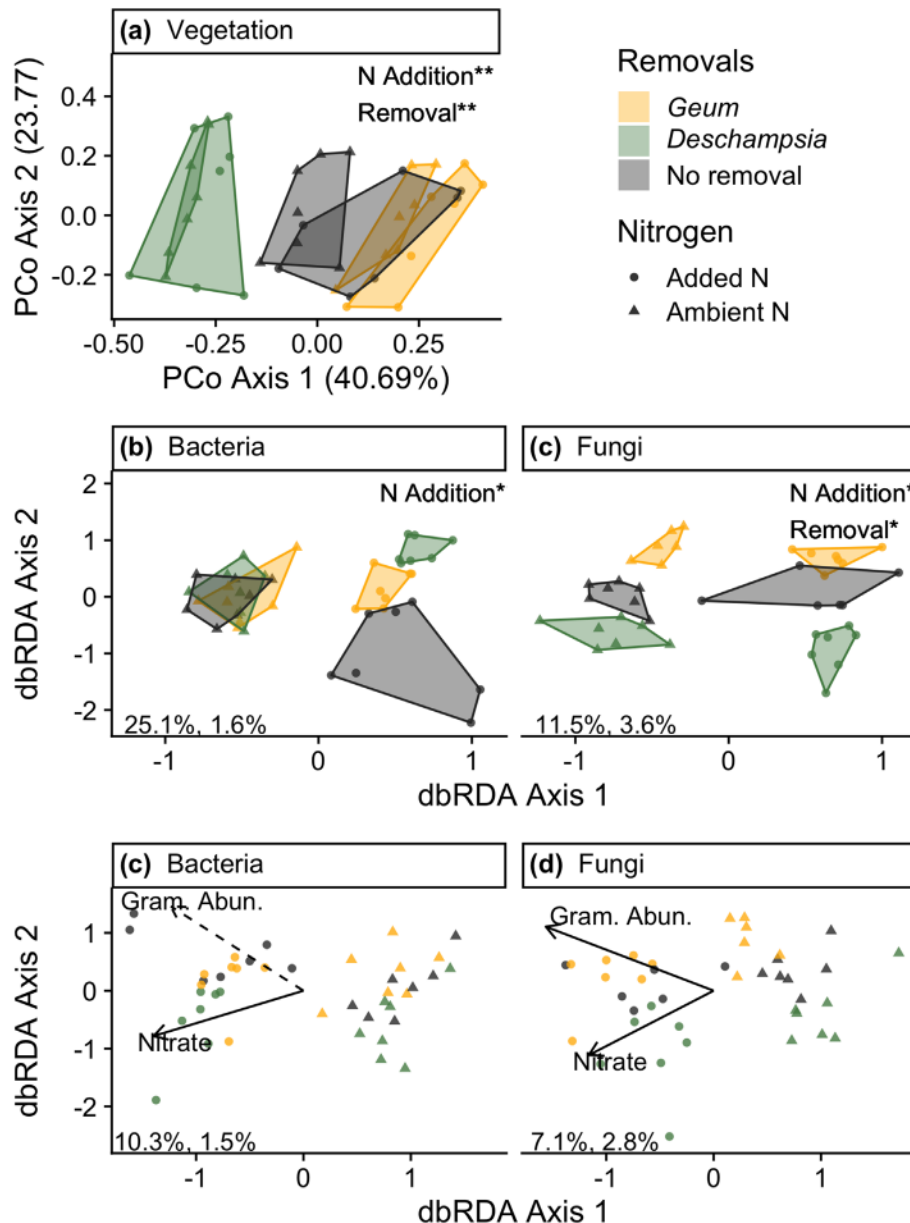 (a) Vegetation
N Addition**
Removal**
0.4
0.2
0.0
-0.2
PCo Axis 2 (23.77)
-0.50
-0.25
0.00
0.25
PCo Axis 1 (40.69%)
Removals
Geum
Deschampsia
No removal
Nitrogen
Added N
Ambient N
(b) Bacteria
N Addition*
2
1
0
-1
-2
dbRDA Axis 2
25.1%, 1.6%
-1
0
1
(c) Fungi
N Addition*
Removal*
11.5%, 3.6%
-1
0
1
dbRDA Axis 1
(c) Bacteria
Gram. Abun.
1
0
-1
-2
dbRDA Axis 2
Nitrate
10.3%, 1.5%
-1
0
1
(d) Fungi
Gram. Abun.
Nitrate
7.1%, 2.8%
-1
0
1
dbRDA Axis 1